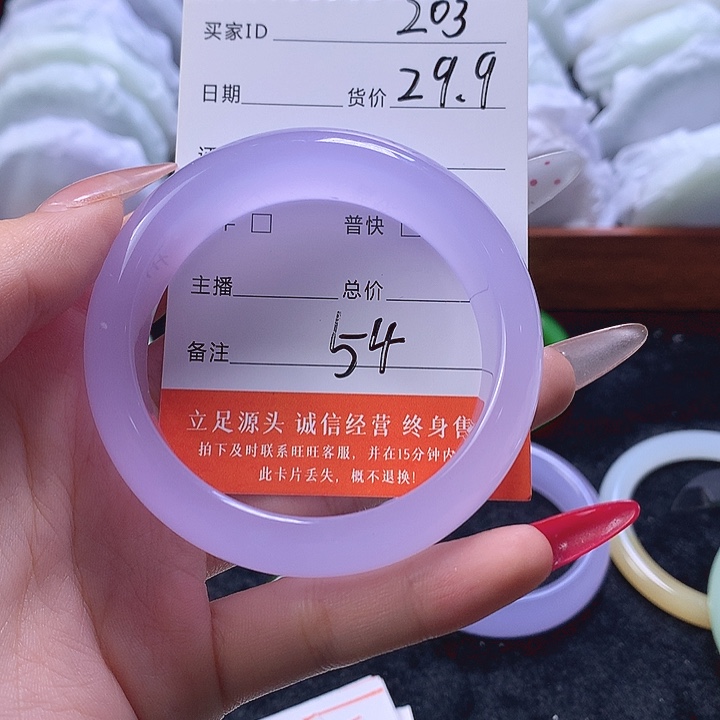 买家ID 203
日期 货价 29.9
卡 普快
主播 总价
备注 54
立足源头 诚信经营 终身售
拍下及时联系旺旺客服，并在15分钟内
此卡片丢失，概不退换！